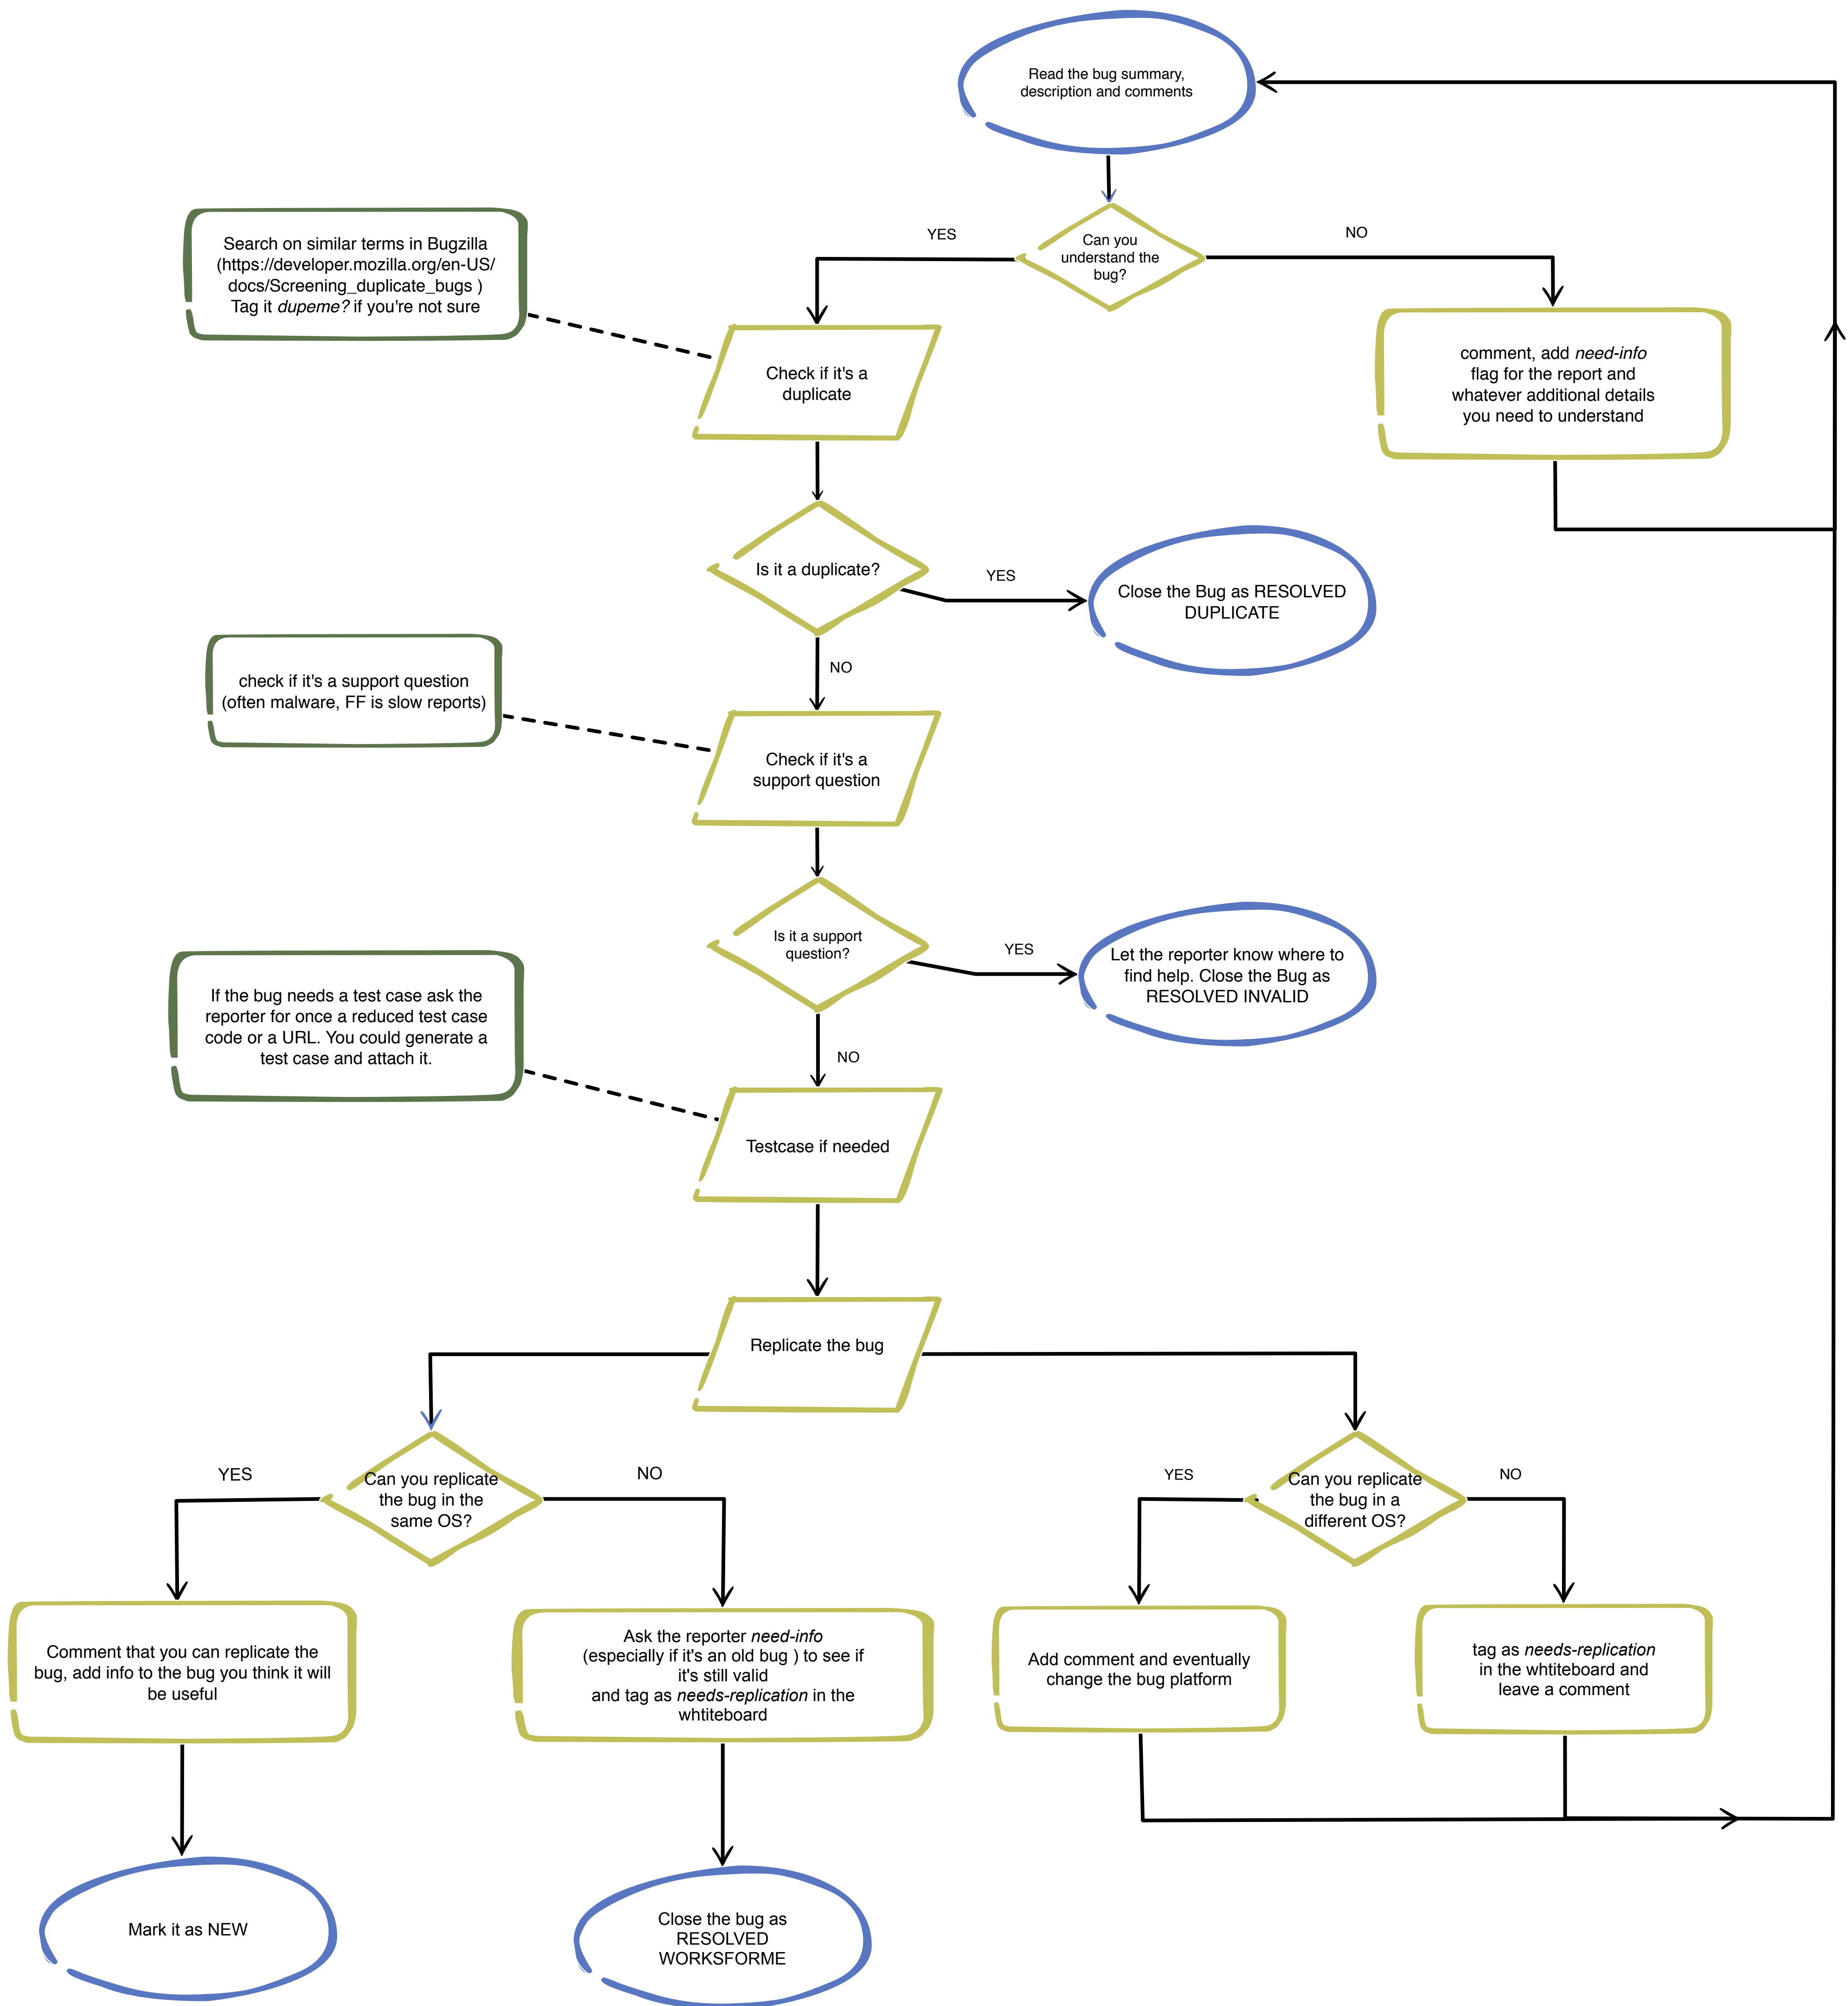 Read the bug summary,
description and comments
Can you
understand the
bug?
YES
NO
Search on similar terms in Bugzilla
(https://developer.mozilla.org/en-US/
docs/Screening_duplicate_bugs )
Tag it dupeme? if you're not sure
Check if it's a
duplicate
comment, add need-info
flag for the report and
whatever additional details
you need to understand
Is it a duplicate?
YES
Close the Bug as RESOLVED
DUPLICATE
NO
check if it's a support question
(often malware, FF is slow reports)
Check if it's a
support question
Is it a support
question?
YES
Let the reporter know where to
find help. Close the Bug as
RESOLVED INVALID
NO
If the bug needs a test case ask the
reporter for once a reduced test case
code or a URL. You could generate a
test case and attach it.
Testcase if needed
Replicate the bug
YES
Can you replicate
the bug in the
same OS?
NO
YES
Can you replicate
the bug in a
different OS?
NO
Comment that you can replicate the
bug, add info to the bug you think it will
be useful
Ask the reporter need-info
(especially if it's an old bug ) to see if
it's still valid
and tag as needs-replication in the
whtiteboard
Add comment and eventually
change the bug platform
tag as needs-replication
in the whtiteboard and
leave a comment
Mark it as NEW
Close the bug as
RESOLVED
WORKSFORME